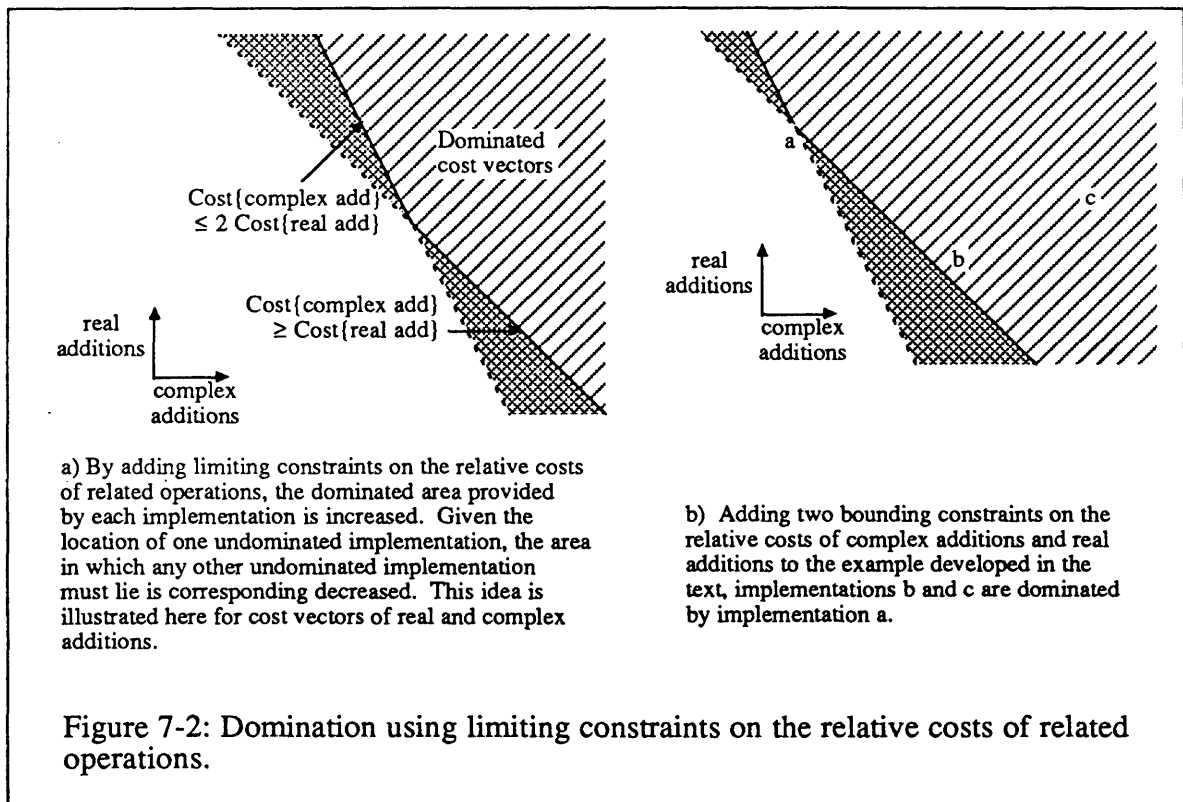 Dominated
cost vectors
Cost{complex add}
≤ 2 Cost{real add}
Cost{complex add}
≥ Cost{real add}
real
additions
complex
additions
a
c
b
real
additions
complex
additions
a) By adding limiting constraints on the relative costs
of related operations, the dominated area provided
by each implementation is increased. Given the
location of one undominated implementation, the area
in which any other undominated implementation
must lie is corresponding decreased. This idea is
illustrated here for cost vectors of real and complex
additions.
b) Adding two bounding constraints on the
relative costs of complex additions and real
additions to the example developed in the
text, implementations b and c are dominated
by implementation a.
Figure 7-2: Domination using limiting constraints on the relative costs of related
operations.